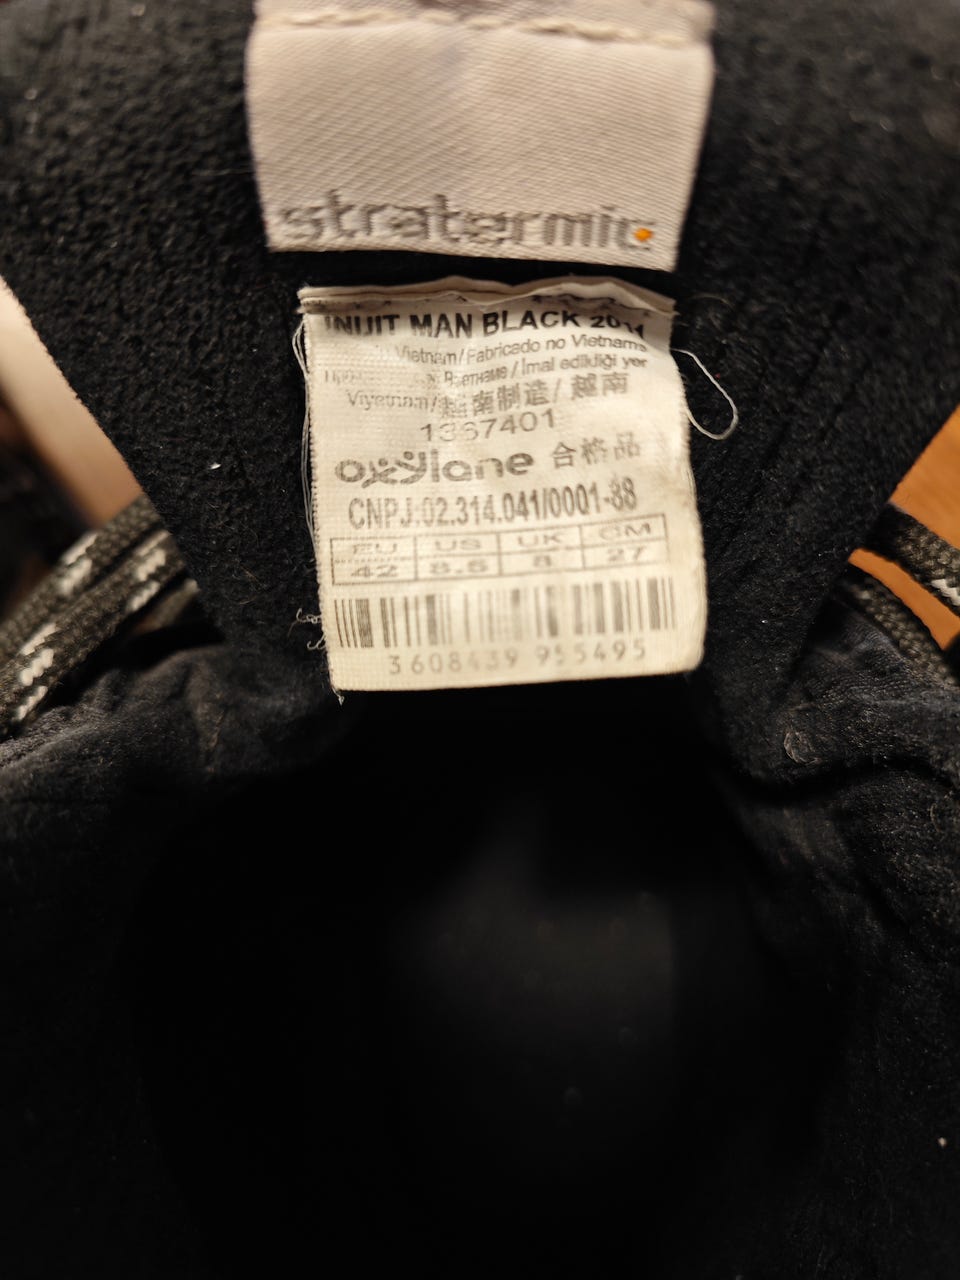 stratermic
INUIT MAN BLACK 2011
Vietnam/Fabricado no Vietname
Вьетнаме / Imal edildiği yer
Viyetnam/越南制造/ 越南
1367401
oxylane 合格品
CNPJ:02.314.041/0001-88
EU US UK CM
42 8.5 8 27
3608439 955495